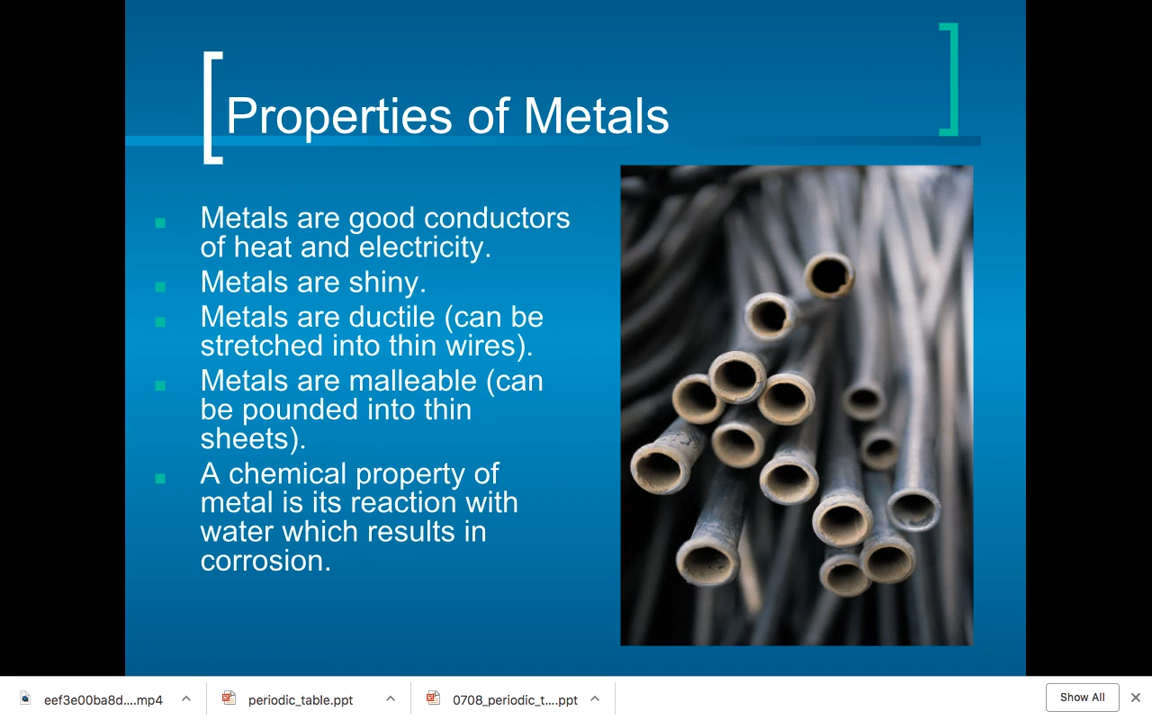 Properties of Metals
Metals are good conductors
of heat and electricity.
Metals are shiny.
Metals are ductile (can be
stretched into thin wires).
Metals are malleable (can
be pounded into thin
sheets).
A chemical property of
metal is its reaction with
water which results in
corrosion.
eef3e00ba8d....mp4
periodic_table.ppt
0708_periodic_t....ppt
Show All